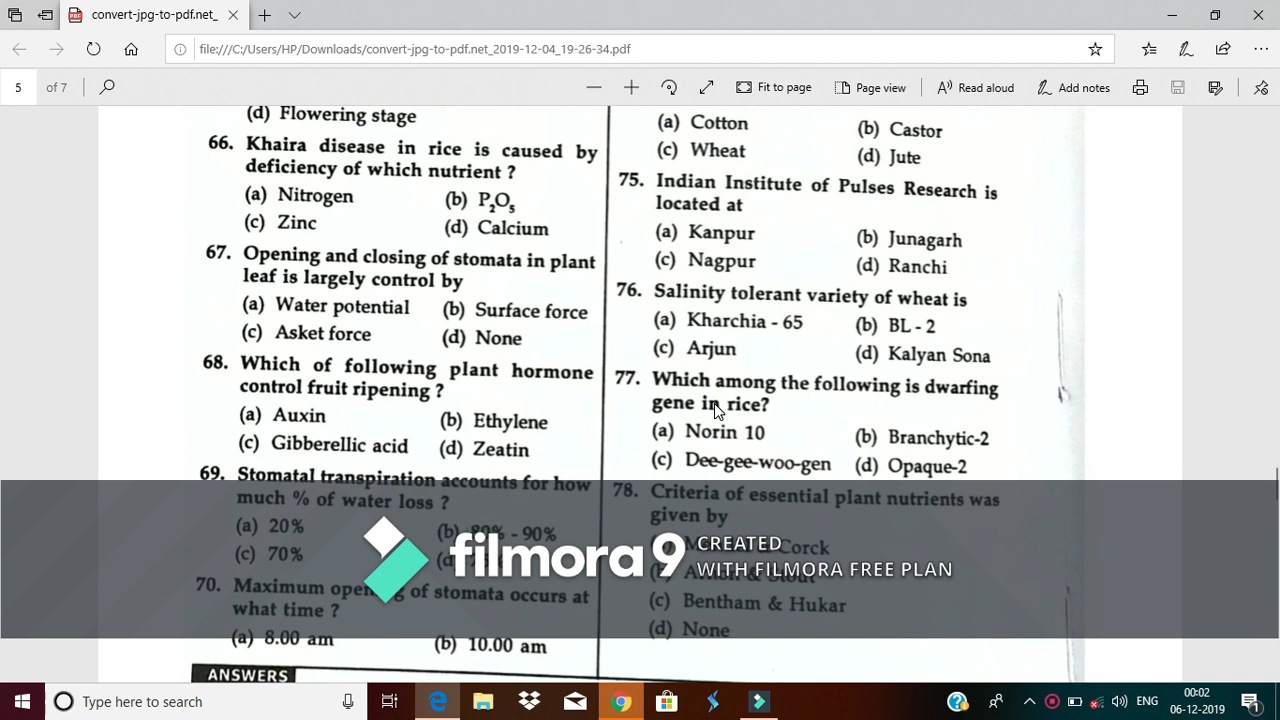 convert-jpg-to-pdf.net_
file:///C:/Users/HP/Downloads/convert-jpg-to-pdf.net_2019-12-04_19-26-34.pdf
5 of 7
Fit to page
Page view
Read aloud
Add notes
(d) Flowering stage
66. Khaira disease in rice is caused by
deficiency of which nutrient ?
(a) Nitrogen (b) P₂O₅
(c) Zinc (d) Calcium
67. Opening and closing of stomata in plant
leaf is largely control by
(a) Water potential (b) Surface force
(c) Asket force (d) None
68. Which of following plant hormone
control fruit ripening ?
(a) Auxin (b) Ethylene
(c) Gibberellic acid (d) Zeatin
69. Stomatal transpiration accounts for how
much % of water loss ?
(a) 20% (b) 80% - 90%
(c) 70% (d)
70. Maximum opening of stomata occurs at
what time ?
(a) 8.00 am (b) 10.00 am
ANSWERS
(a) Cotton (b) Castor
(c) Wheat (d) Jute
75. Indian Institute of Pulses Research is
located at
(a) Kanpur (b) Junagarh
(c) Nagpur (d) Ranchi
76. Salinity tolerant variety of wheat is
(a) Kharchia - 65 (b) BL - 2
(c) Arjun (d) Kalyan Sona
77. Which among the following is dwarfing
gene in rice?
(a) Norin 10 (b) Branchytic-2
(c) Dee-gee-woo-gen (d) Opaque-2
78. Criteria of essential plant nutrients was
given by
Corck
(c) Bentham & Hukar
(d) None
filmora9
CREATED
WITH FILMORA FREE PLAN
Type here to search
ENG
00:02
06-12-2019
1